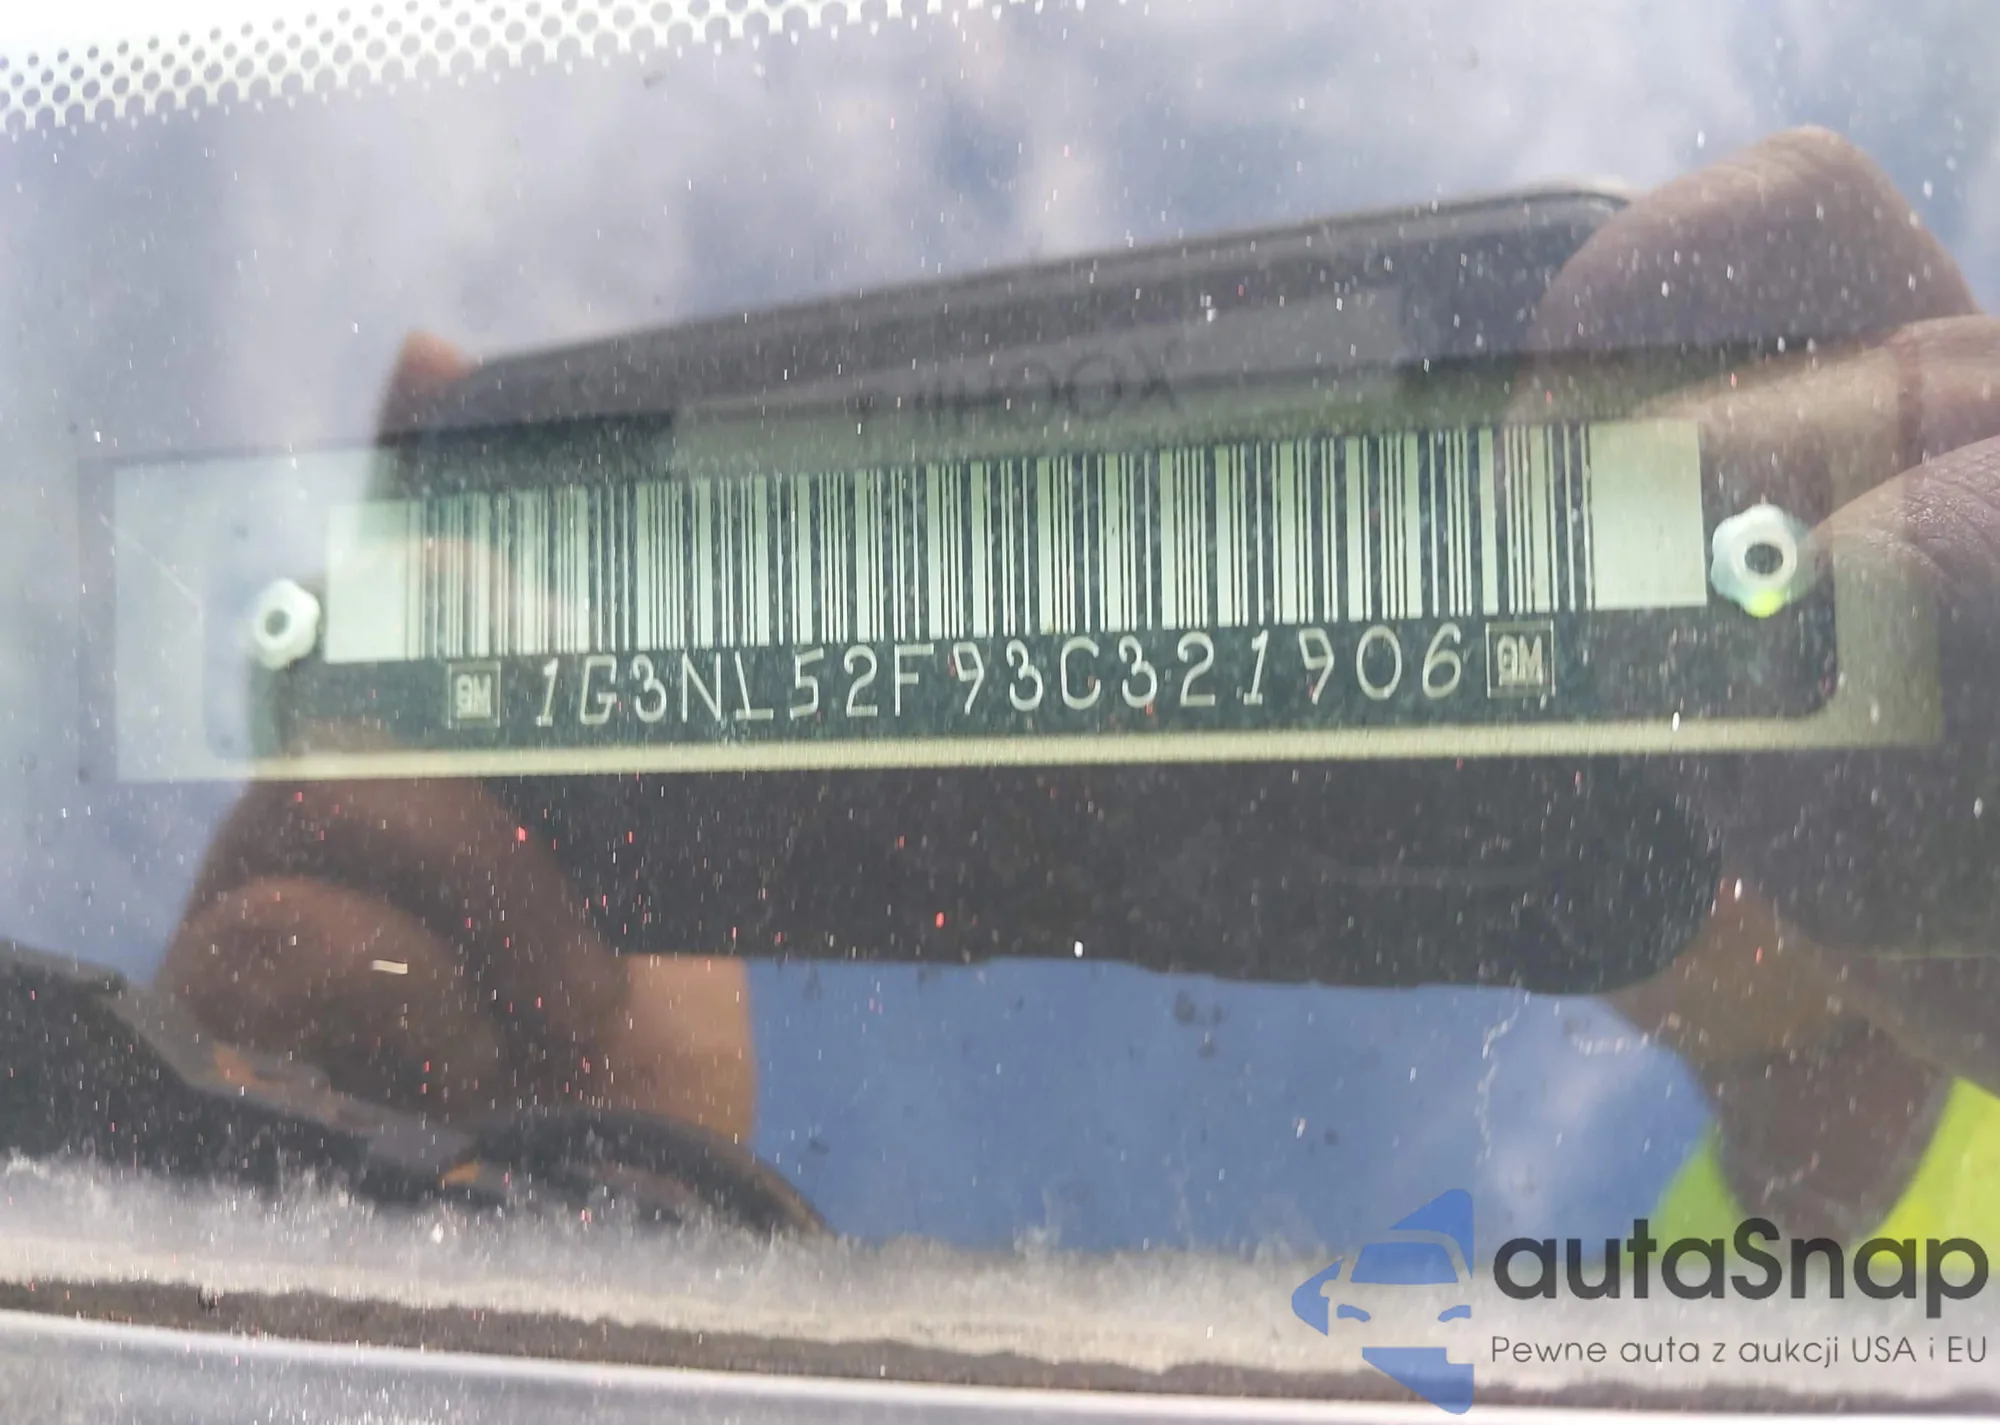 GM 1G3NL52F93C321906 GM
autaSnap
Pewne auta z aukcji USA i EU